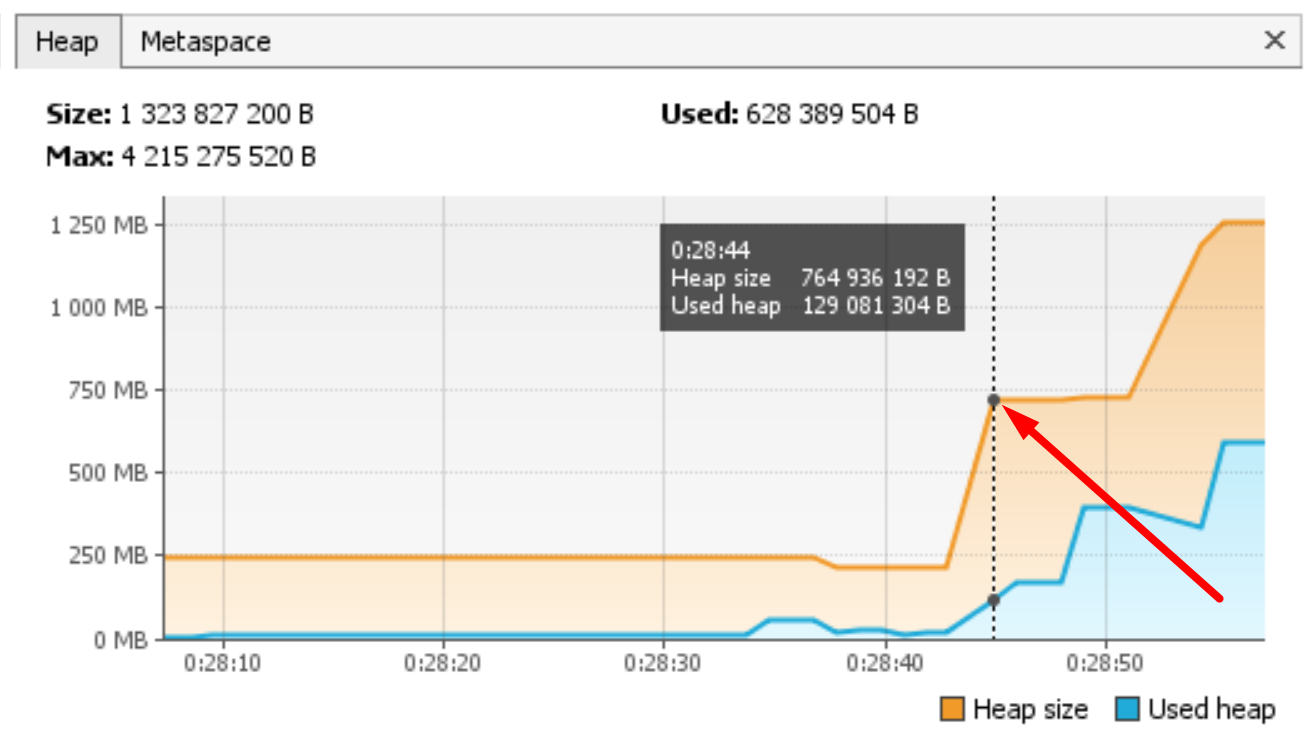 Heap Metaspace ×
Size: 1 323 827 200 B Used: 628 389 504 B
Max: 4 215 275 520 B
1 250 MB
1 000 MB
750 MB
500 MB
250 MB
0 MB
0:28:44
Heap size 764 936 192 B
Used heap 129 081 304 B
0:28:10 0:28:20 0:28:30 0:28:40 0:28:50
Heap size Used heap